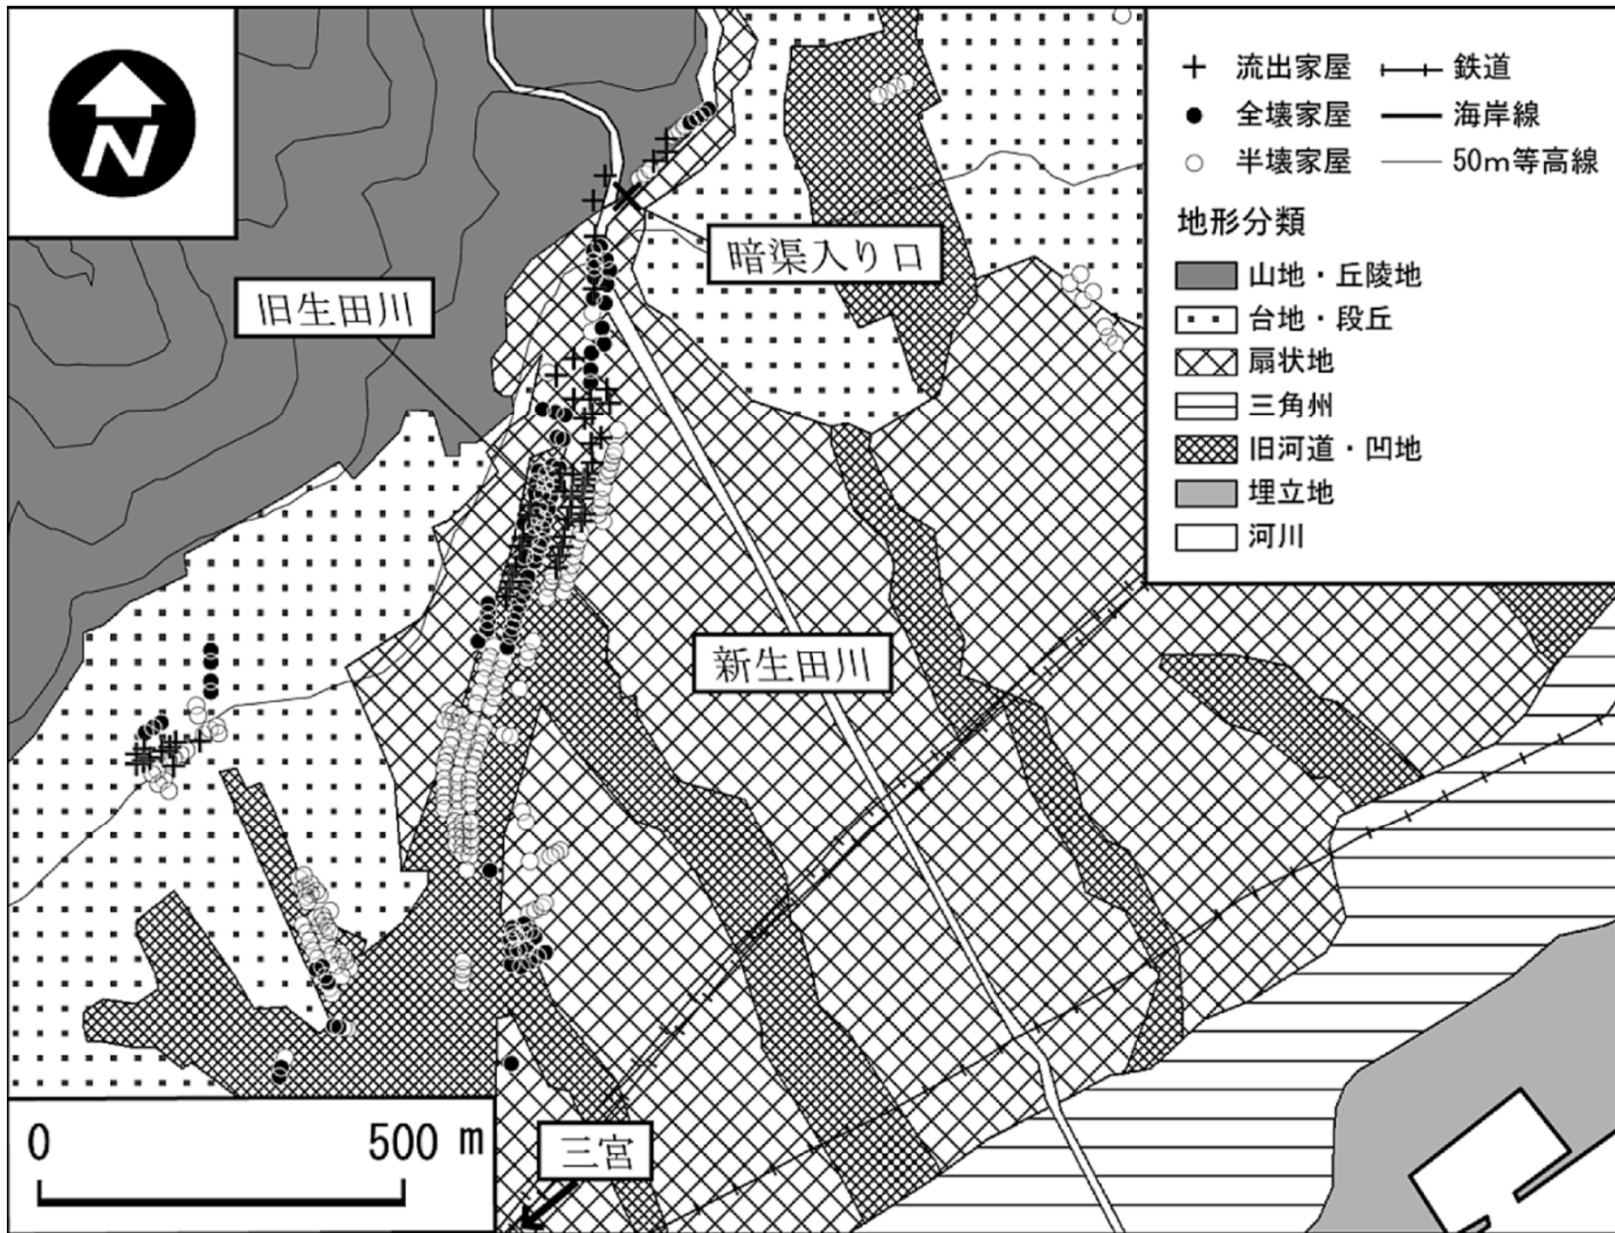 N
流出家屋
鉄道
全壊家屋
海岸線
半壊家屋
50m等高線
地形分類
山地・丘陵地
台地・段丘
扇状地
三角州
旧河道・凹地
埋立地
河川
暗渠入り口
旧生田川
新生田川
三宮
0 500 m